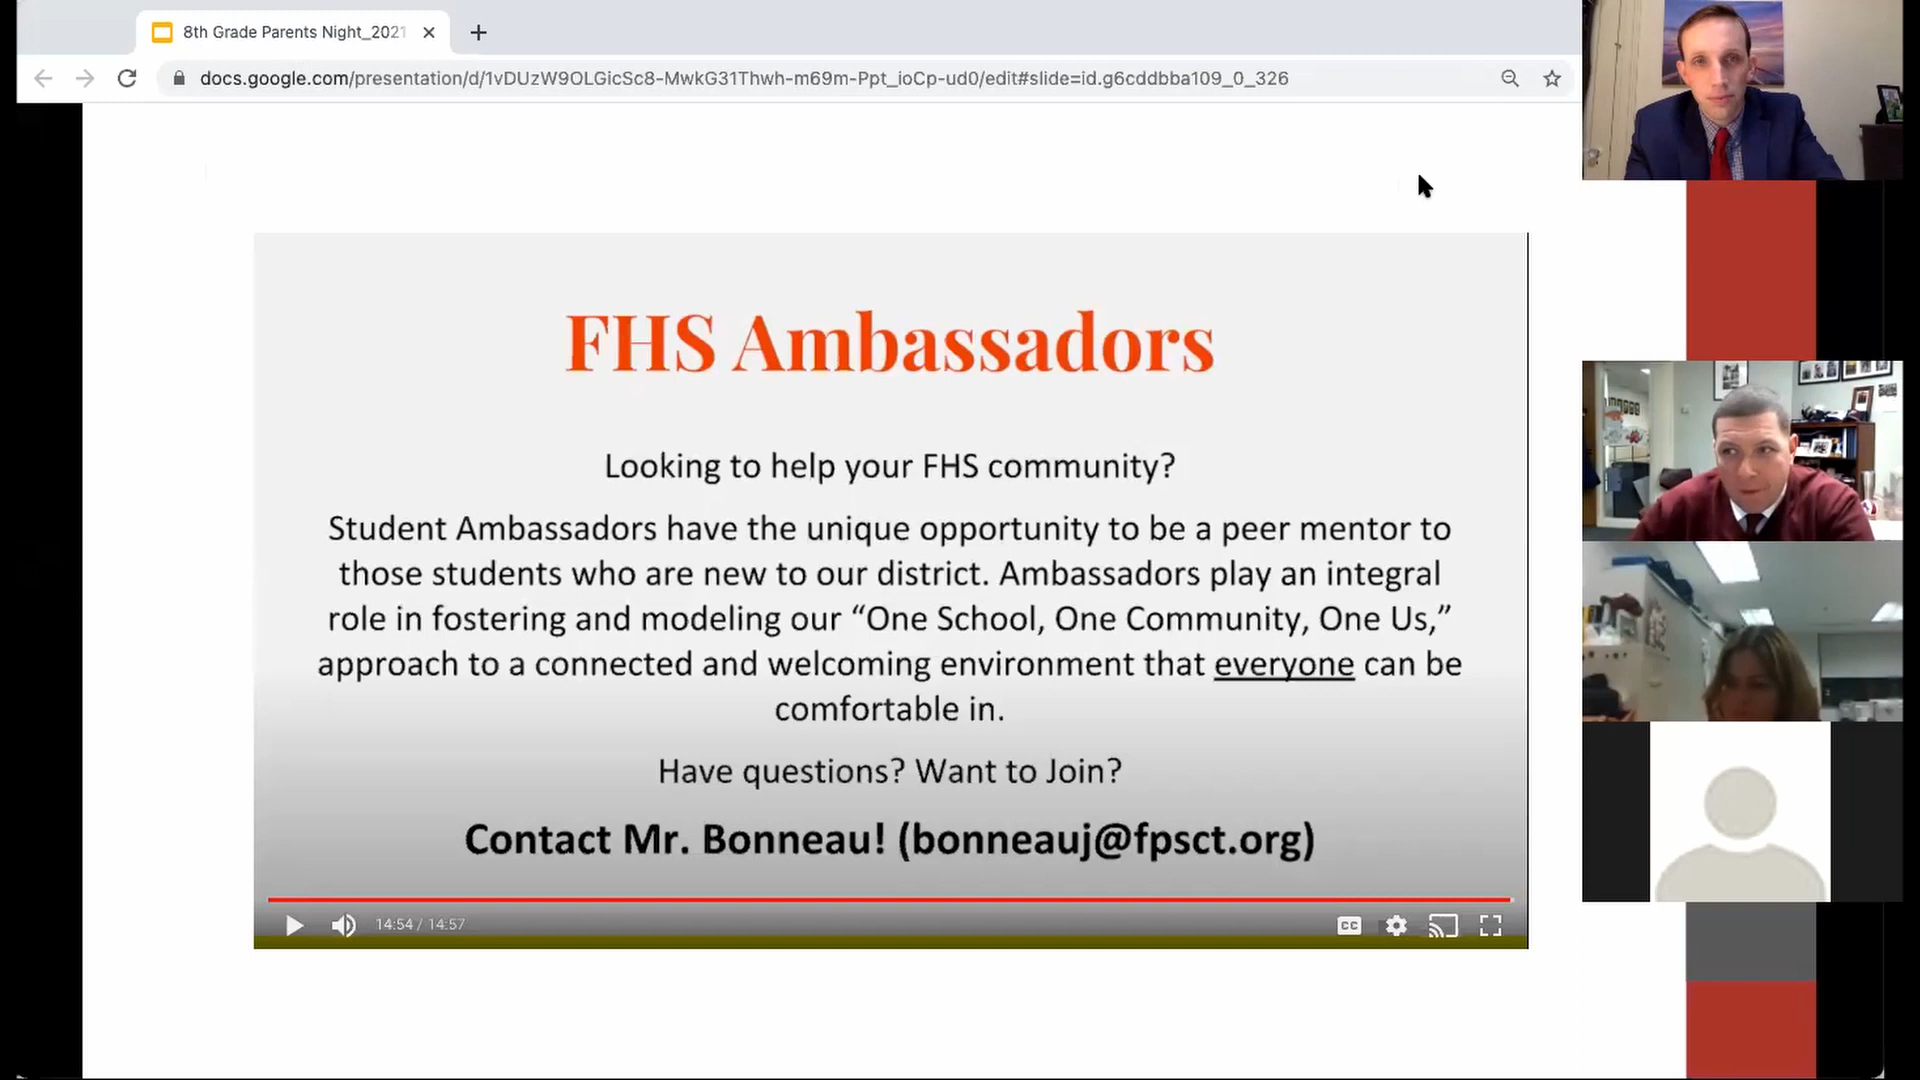 8th Grade Parents Night_2021
docs.google.com/presentation/d/1vDUzW9OLGicSc8-MwkG31Thwh-m69m-Ppt_ioCp-ud0/edit#slide=id.g6cddbba109_0_326
FHS Ambassadors
Looking to help your FHS community?
Student Ambassadors have the unique opportunity to be a peer mentor to
those students who are new to our district. Ambassadors play an integral
role in fostering and modeling our “One School, One Community, One Us,”
approach to a connected and welcoming environment that everyone can be
comfortable in.
Have questions? Want to Join?
Contact Mr. Bonneau! (bonneauj@fpsct.org)
14:54 / 14:57
CC